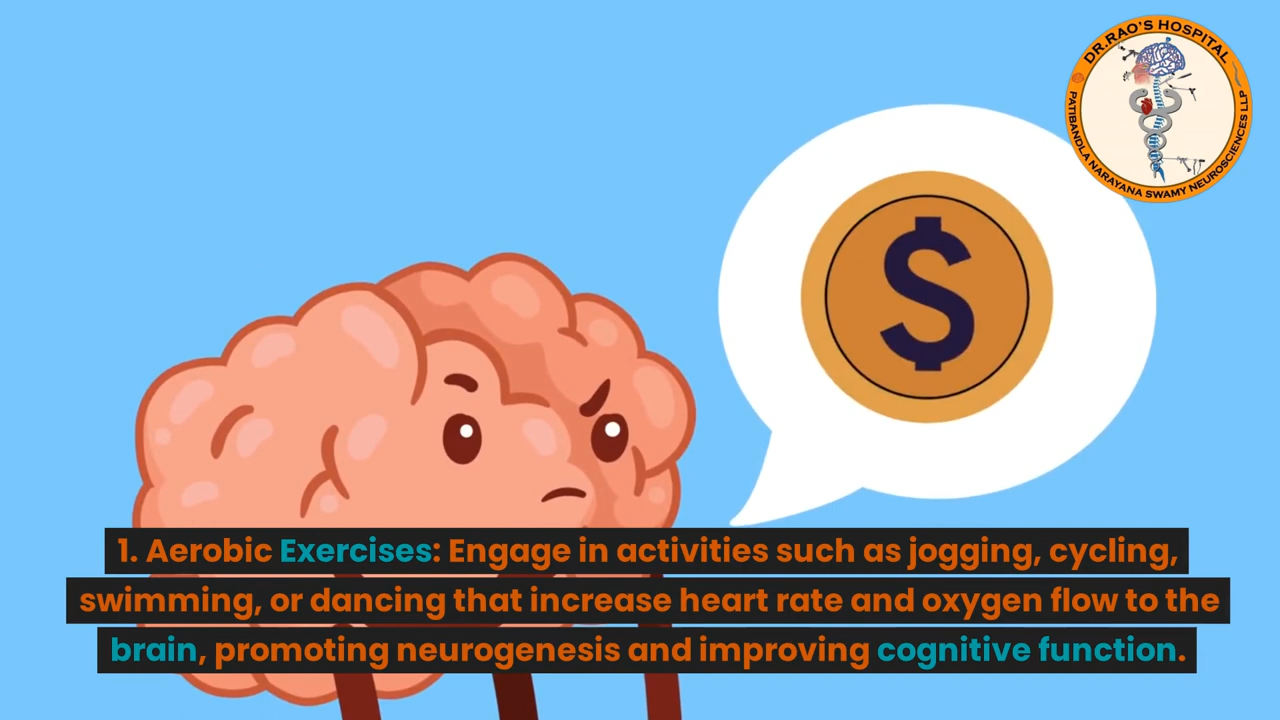 DR.RAO'S HOSPITAL
PATIBANDLA NARAYANA SWAMY NEUROSCIENCES LLP
$
1. Aerobic Exercises: Engage in activities such as jogging, cycling,
swimming, or dancing that increase heart rate and oxygen flow to the
brain, promoting neurogenesis and improving cognitive function.